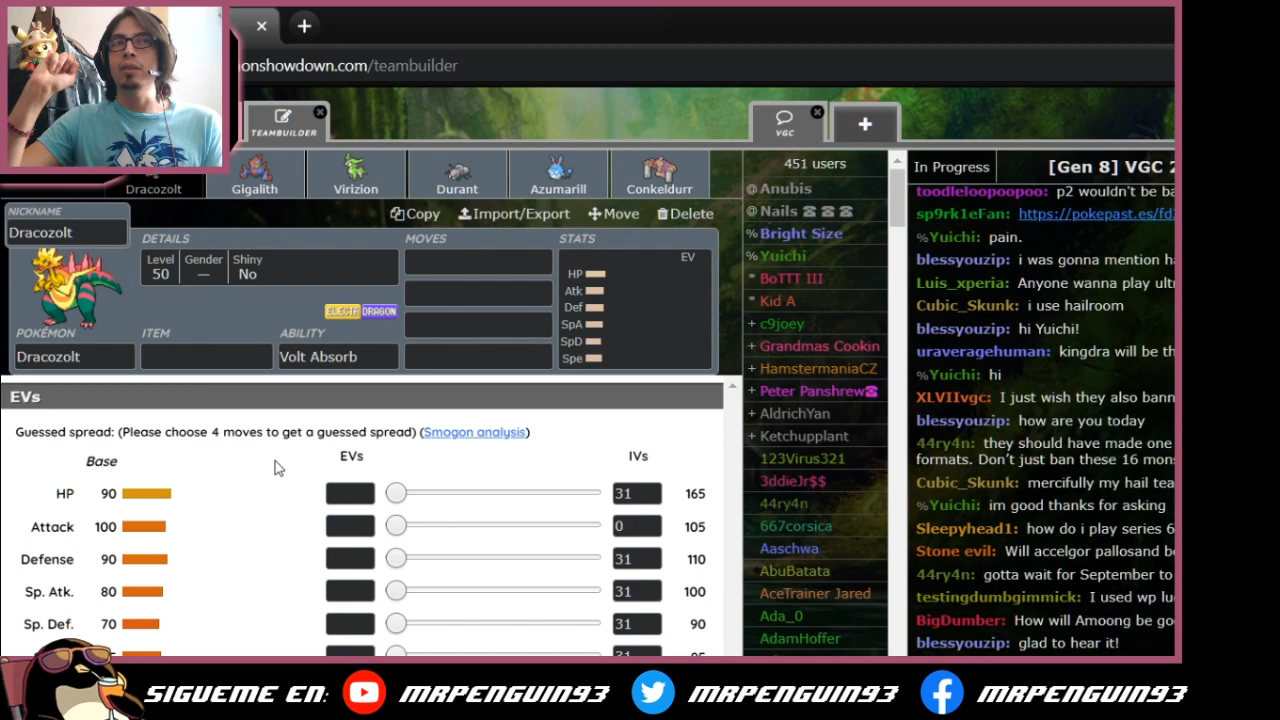 onshowdown.com/teambuilder
TEAMBUILDER
VGC
Dracozolt
Gigalith
Virizion
Durant
Azumarill
Conkeldurr
NICKNAME
Dracozolt
Copy
Import/Export
Move
Delete
DETAILS
Level
50
Gender
—
Shiny
No
ELECTR DRAGON
MOVES
STATS
EV
HP
Atk
Def
SpA
SpD
Spe
POKÉMON
Dracozolt
ITEM
ABILITY
Volt Absorb
EVs
Guessed spread: (Please choose 4 moves to get a guessed spread) (Smogon analysis)
Base
EVs
IVs
HP 90 31 165
Attack 100 0 105
Defense 90 31 110
Sp. Atk. 80 31 100
Sp. Def. 70 31 90
451 users
@ Anubis
@ Nails ☎ ☎ ☎
% Bright Size
% Yuichi
* BoTTT III
* Kid A
+ c9joey
+ Grandmas Cookin
+ HamstermaniaCZ
+ Peter Panshrew☎
+ AldrichYan
+ Ketchupplant
123Virus321
3ddieJr$$
44ry4n
667corsica
Aaschwa
AbuBatata
AceTrainer Jared
Ada_0
AdamHoffer
In Progress
[Gen 8] VGC 2
toodleloopoopoo: p2 wouldn't be ba
sp9rk1eFan: https://pokepast.es/fd
%Yuichi: pain.
blessyouzip: i was gonna mention h
Luis_xperia: Anyone wanna play ult
Cubic_Skunk: i use hailroom
blessyouzip: hi Yuichi!
uraveragehuman: kingdra will be th
%Yuichi: hi
XLVIIvgc: I just wish they also bann
blessyouzip: how are you today
44ry4n: they should have made one
formats. Don't just ban these 16 mons
Cubic_Skunk: mercifully my hail tea
%Yuichi: im good thanks for asking
Sleepyhead1: how do i play series 6
Stone evil: Will accelgor pallosand be
44ry4n: gotta wait for September to
testingdumbgimmick: I used wp lu
BigDumber: How will Amoong be go
blessyouzip: glad to hear it!
SIGUEME EN: MRPENGUIN93 MRPENGUIN93 MRPENGUIN93